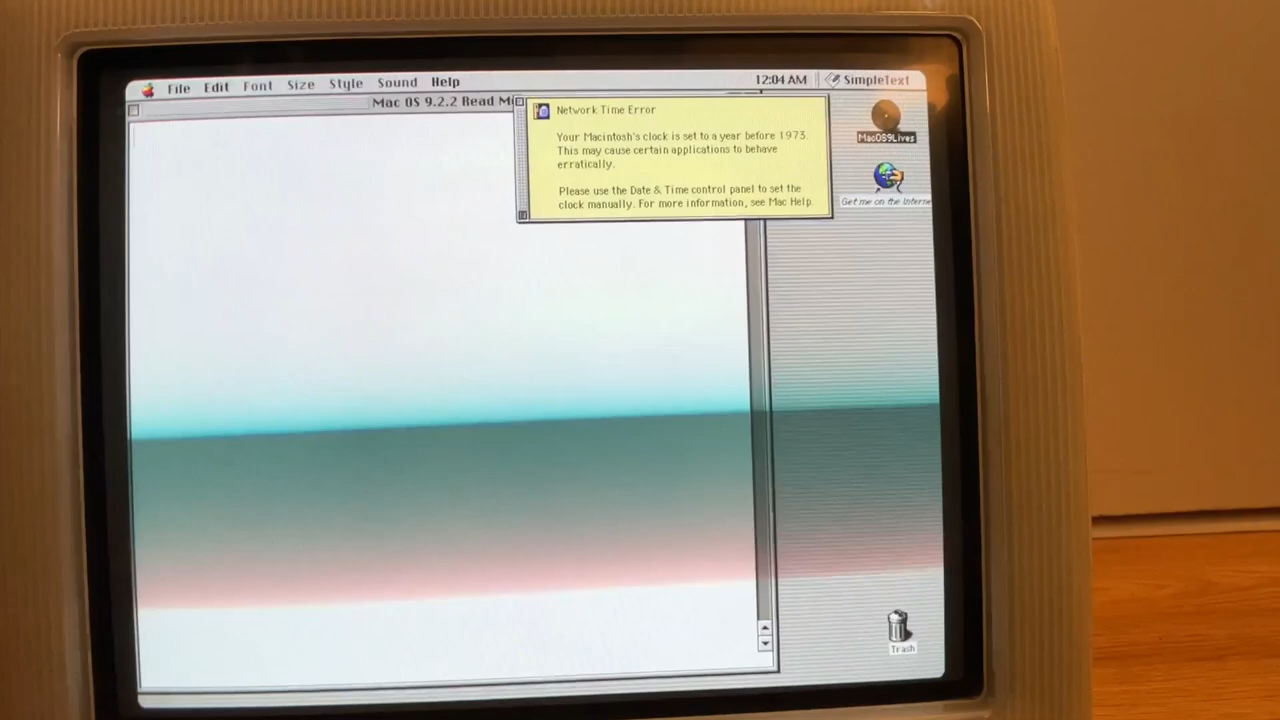 File Edit Font Size Style Sound Help 12:04 AM SimpleText
Mac OS 9.2.2 Read
Network Time Error
Your Macintosh's clock is set to a year before 1973.
This may cause certain applications to behave
erratically.
Please use the Date & Time control panel to set the
clock manually. For more information, see Mac Help.
MacOS9Lives
Get me on the Interne
Trash